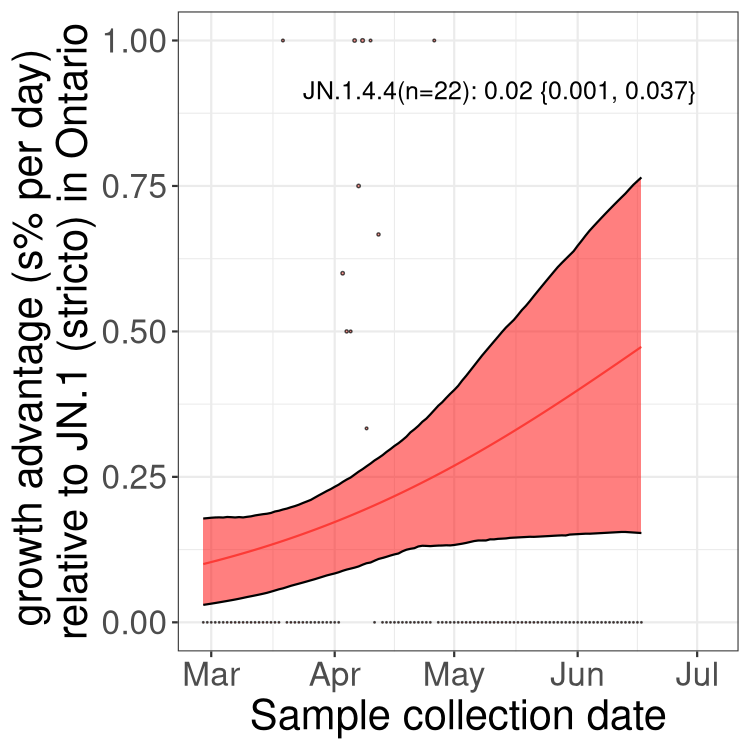 growth advantage (s% per day)
relative to JN.1 (stricto) in Ontario
1.00
0.75
0.50
0.25
0.00
JN.1.4.4(n=22): 0.02 {0.001, 0.037}
Mar Apr May Jun Jul
Sample collection date